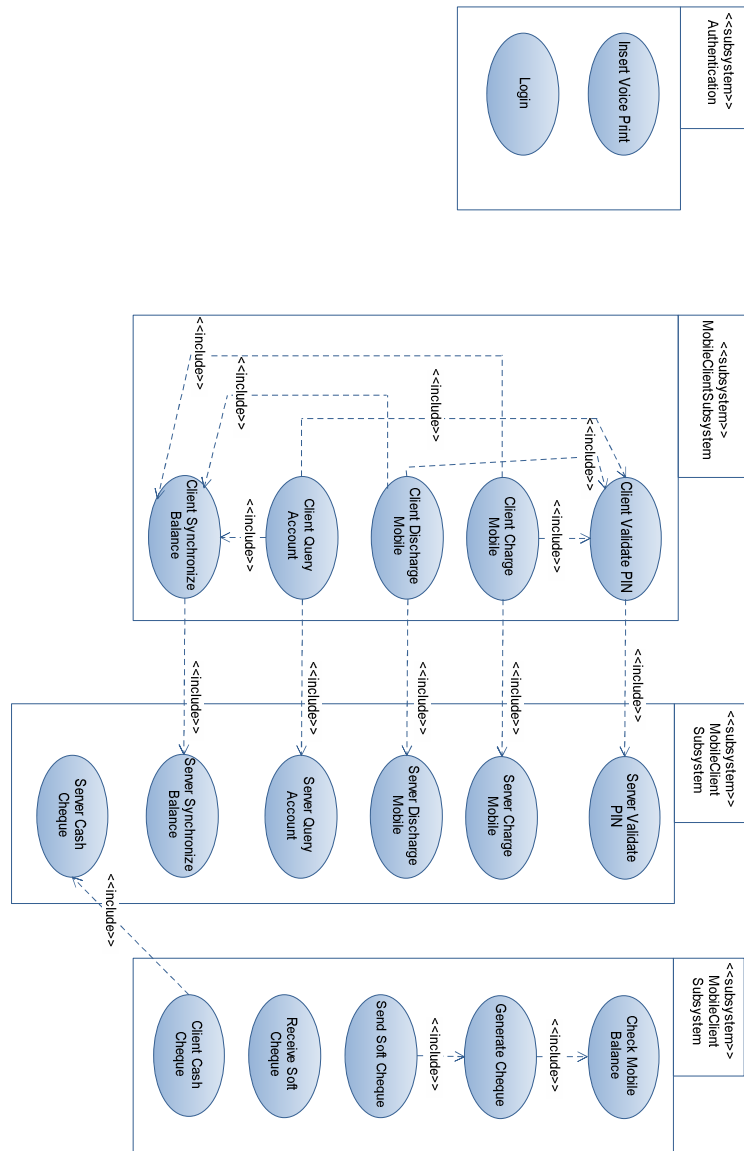 <<subsystem>>
Authentication
Insert Voice Print
Login
<<subsystem>>
MobileClientSubsystem
Client Validate PIN
Client Charge
Mobile
Client Discharge
Mobile
Client Query
Account
Client Synchronize
Balance
<<include>>
<<include>>
<<include>>
<<include>>
<<include>>
<<include>>
<<include>>
<<include>>
<<include>>
<<include>>
<<include>>
<<subsystem>>
MobileClient
Subsystem
Server Validate
PIN
Server Charge
Mobile
Server Discharge
Mobile
Server Query
Account
Server Synchronize
Balance
Server Cash
Cheque
<<include>>
<<subsystem>>
MobileClient
Subsystem
Check Mobile
Balance
<<include>>
Generate Cheque
<<include>>
Send Soft Cheque
Receive Soft
Cheque
Client Cash
Cheque